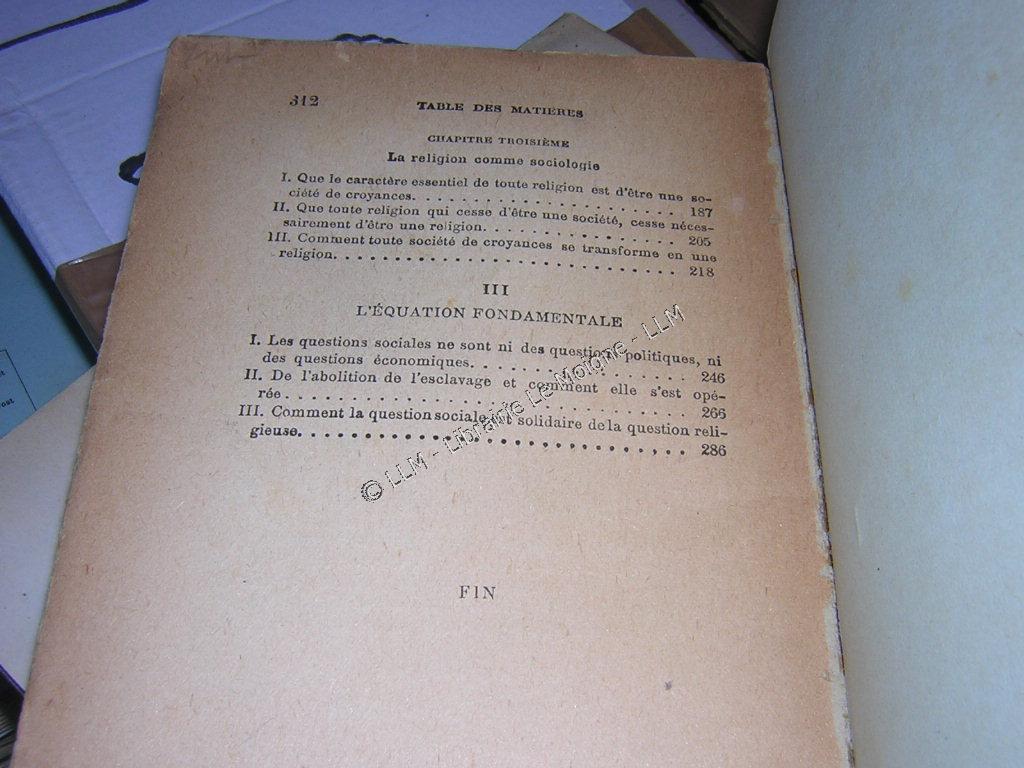 312
TABLE DES MATIÈRES
CHAPITRE TROISIÈME
La religion comme sociologie
I. Que le caractère essentiel de toute religion est d'être une so-
ciété de croyances. . . . . . . . . . . . . . . . . . . . . . 187
II. Que toute religion qui cesse d'être une société, cesse néces-
sairement d'être une religion. . . . . . . . . . . . . . . . 205
III. Comment toute société de croyances se transforme en une
religion. . . . . . . . . . . . . . . . . . . . . . . . . . . . 218
III
L'ÉQUATION FONDAMENTALE
I. Les questions sociales ne sont ni des questions politiques, ni
des questions économiques. . . . . . . . . . . . . . . . . 246
II. De l'abolition de l'esclavage et comment elle s'est opé-
rée . . . . . . . . . . . . . . . . . . . . . . . . . . . . . . 266
III. Comment la question sociale est solidaire de la question reli-
gieuse. . . . . . . . . . . . . . . . . . . . . . . . . . . . . 286
© LLM - Librairie Le Moigne - LLM
FIN